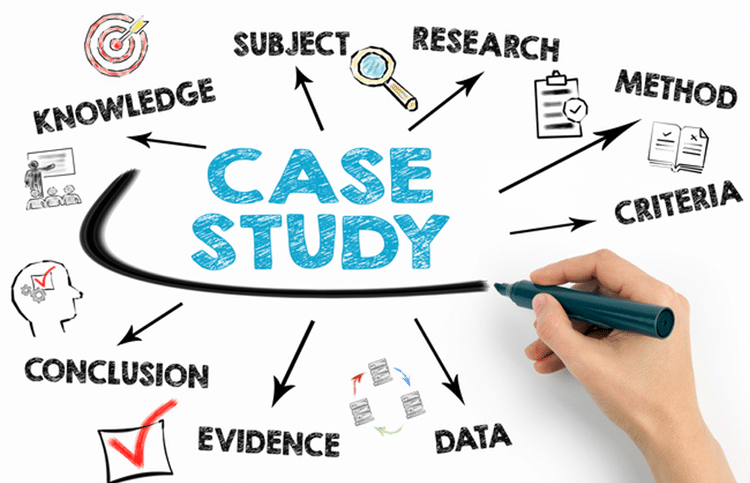 SUBJECT
RESEARCH
METHOD
KNOWLEDGE
CASE
STUDY
CRITERIA
CONCLUSION
EVIDENCE
DATA